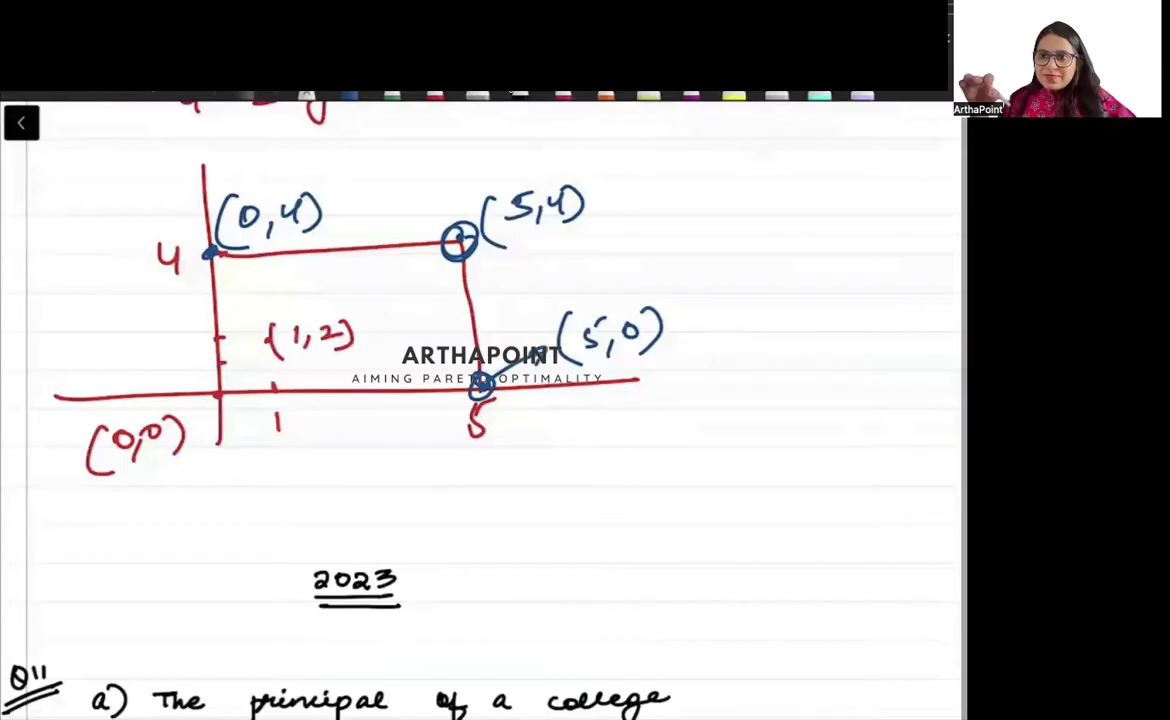 ArthaPoint
(0,4)
(5,4)
4
(1,2)
(5,0)
ARTHAPOINT
AIMING PARETO OPTIMALITY
(0,0)
1
5
2023
Q11
a) The principal of a college